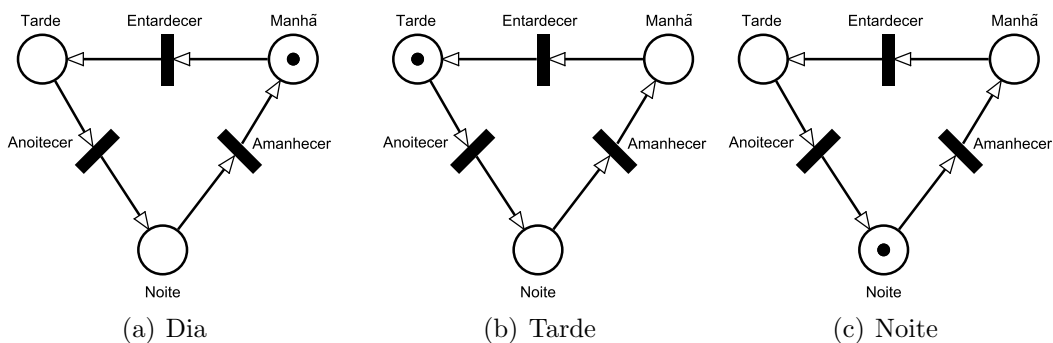 Tarde Entardecer Manhã
Anoitecer Amanhecer
Noite
(a) Dia
Tarde Entardecer Manhã
Anoitecer Amanhecer
Noite
(b) Tarde
Tarde Entardecer Manhã
Anoitecer Amanhecer
Noite
(c) Noite